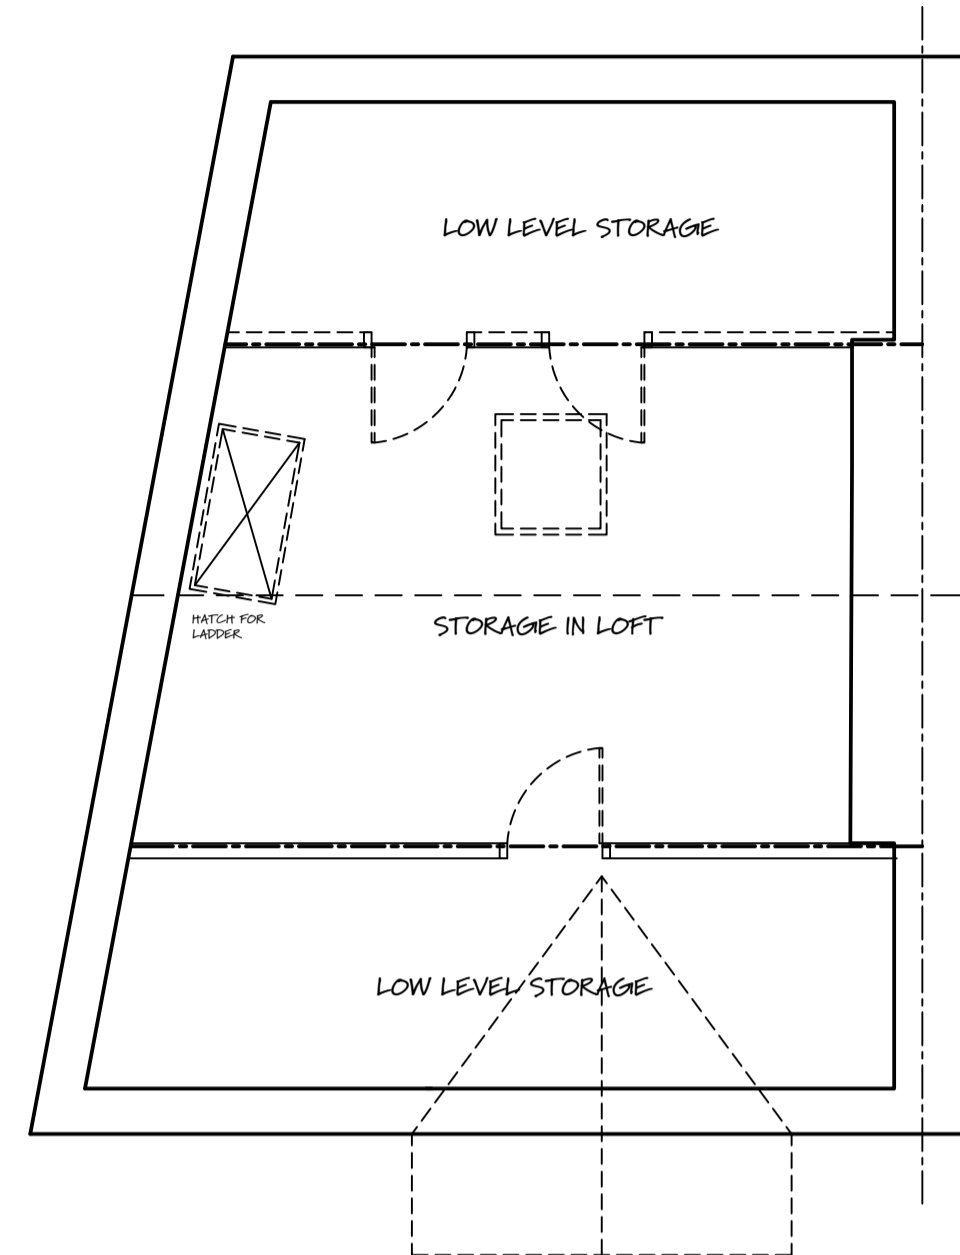 LOW LEVEL STORAGE
HATCH FOR
LADDER
STORAGE IN LOFT
LOW LEVEL STORAGE